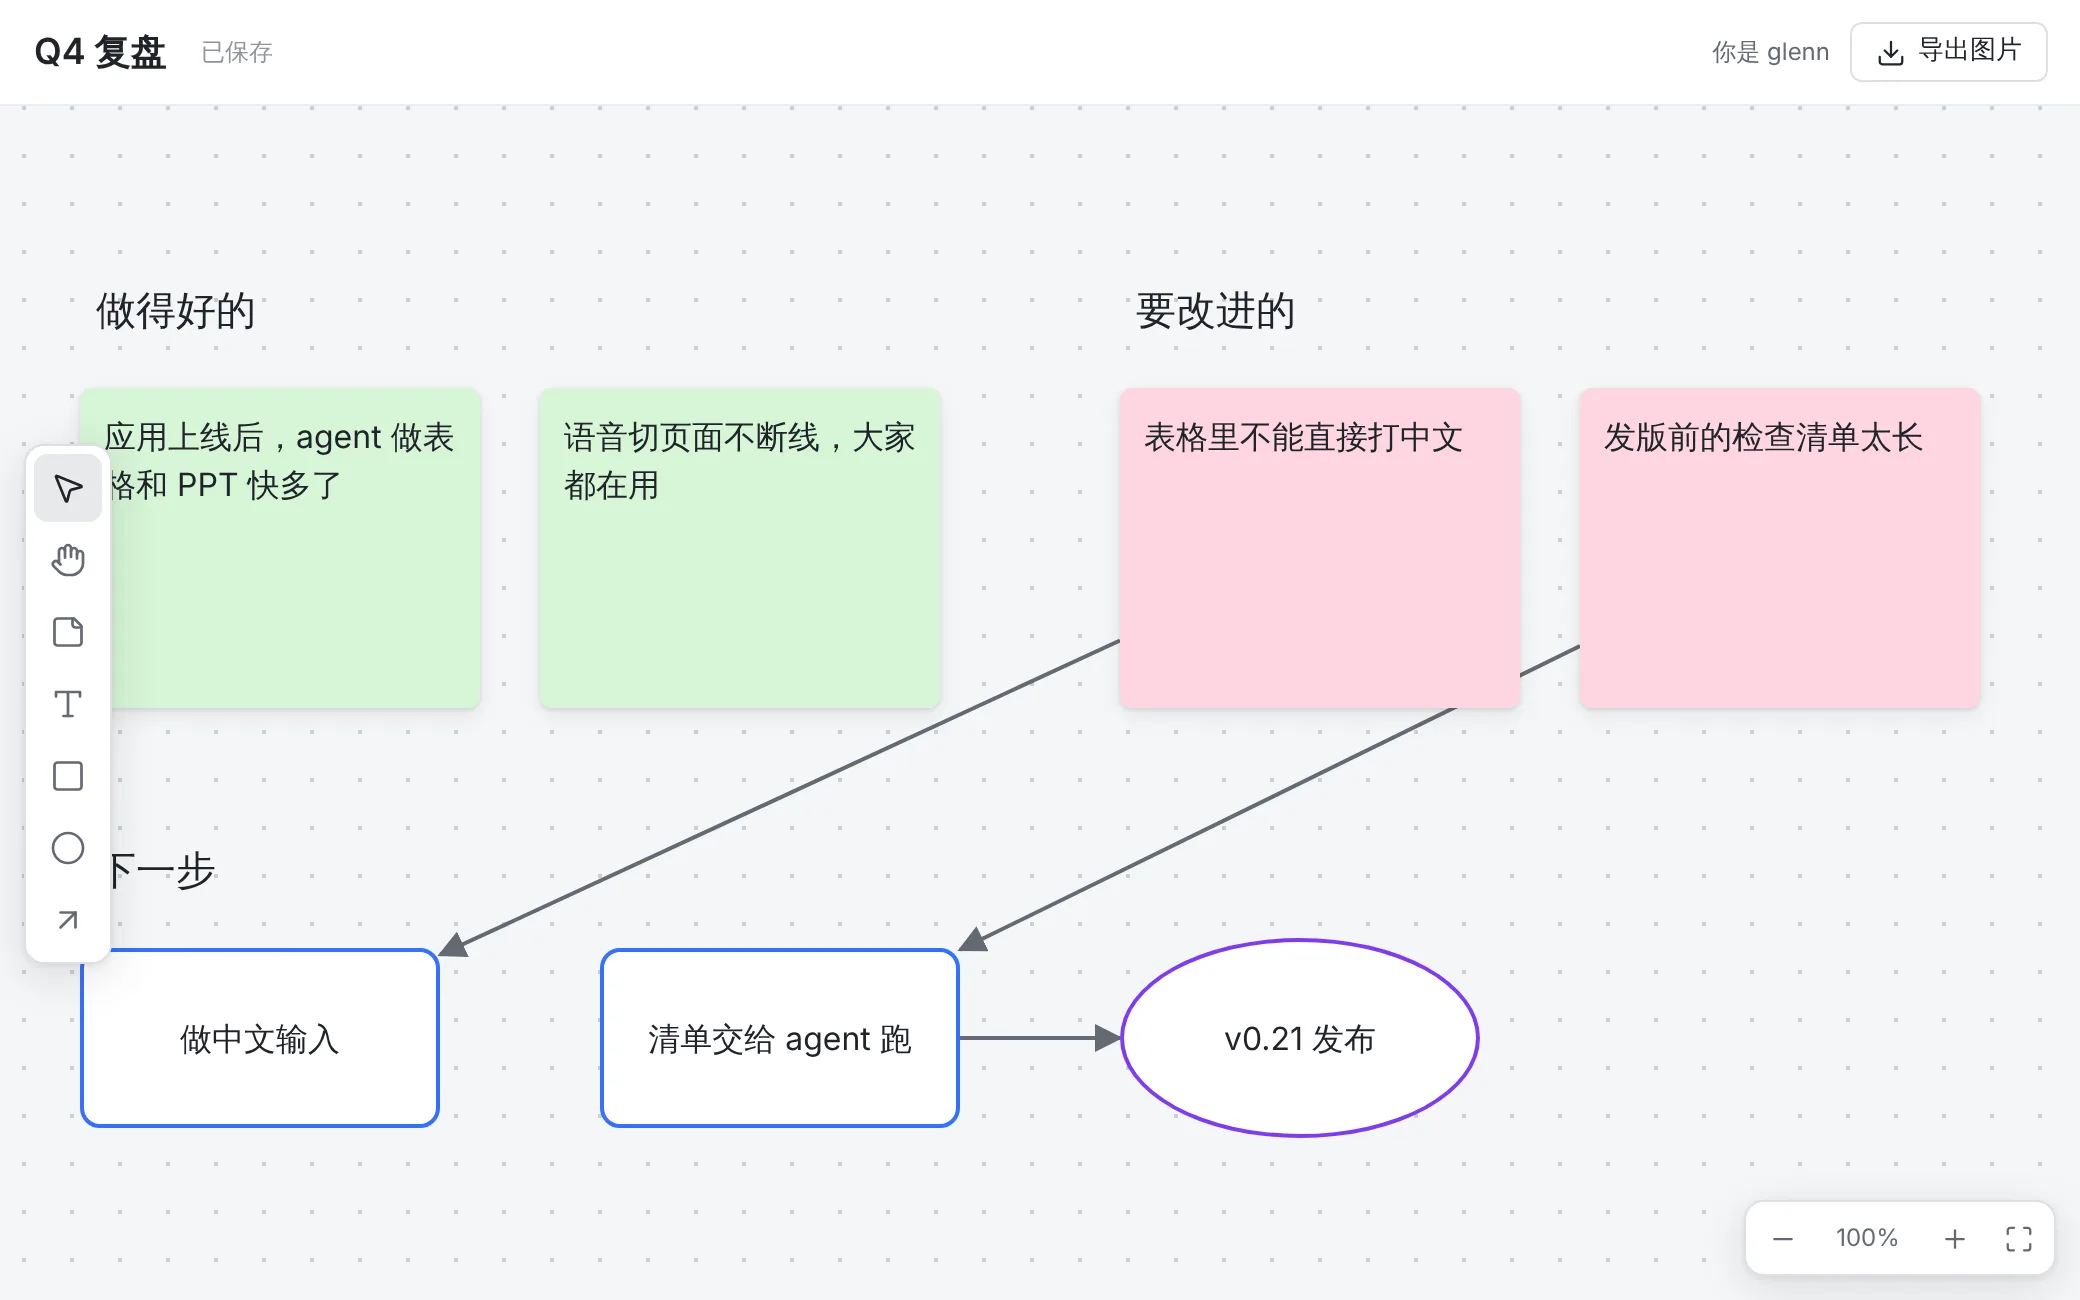 Q4 复盘
已保存
你是 glenn
导出图片
做得好的
要改进的
应用上线后，agent 做表
格和 PPT 快多了
语音切页面不断线，大家
都在用
表格里不能直接打中文
发版前的检查清单太长
下一步
做中文输入
清单交给 agent 跑
v0.21 发布
100%